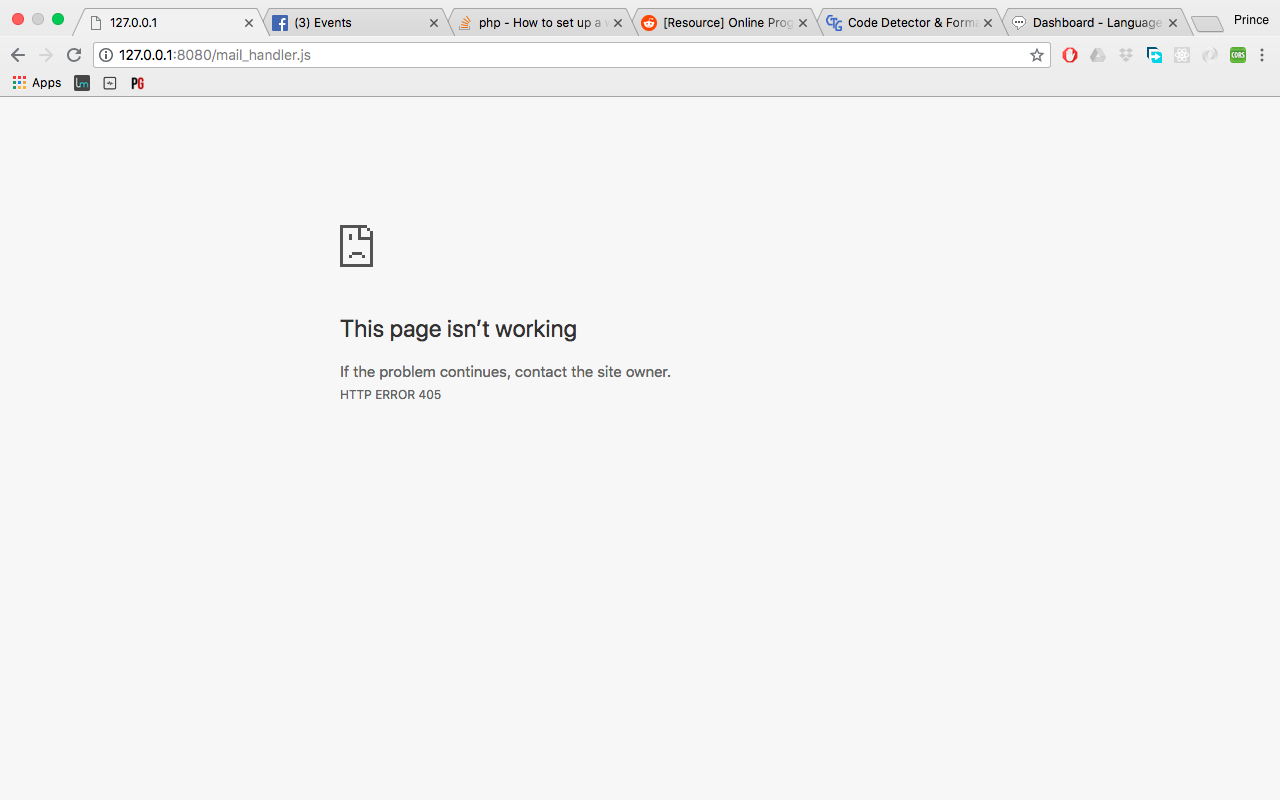 127.0.0.1
(3) Events
php - How to set up a w
[Resource] Online Prog
Code Detector & Forma
Dashboard - Language
Prince
127.0.0.1:8080/mail_handler.js
CORS
Apps
PG
This page isn’t working
If the problem continues, contact the site owner.
HTTP ERROR 405